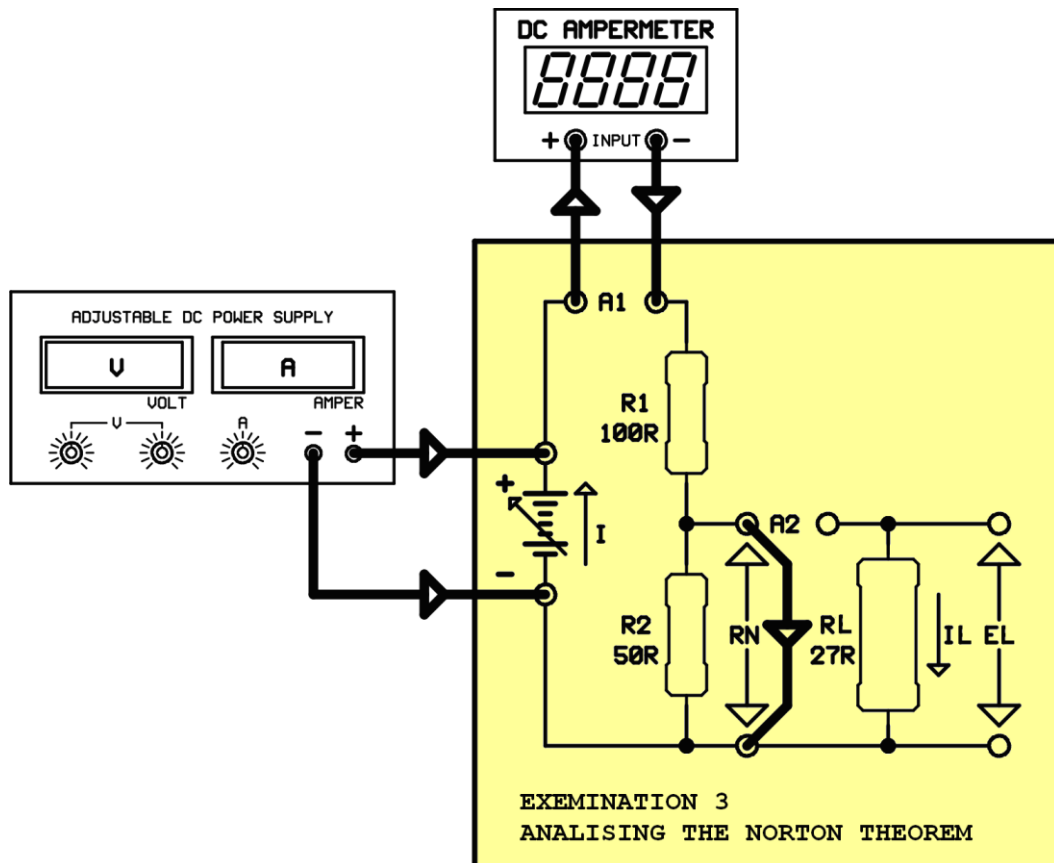 DC AMPERMETER
8888
+ INPUT -
A1
ADJUSTABLE DC POWER SUPPLY
V A
VOLT AMPER
V A - +
R1
100R
+
I
-
A2
R2
50R
RN
RL
27R
IL EL
EXEMINATION 3
ANALISING THE NORTON THEOREM